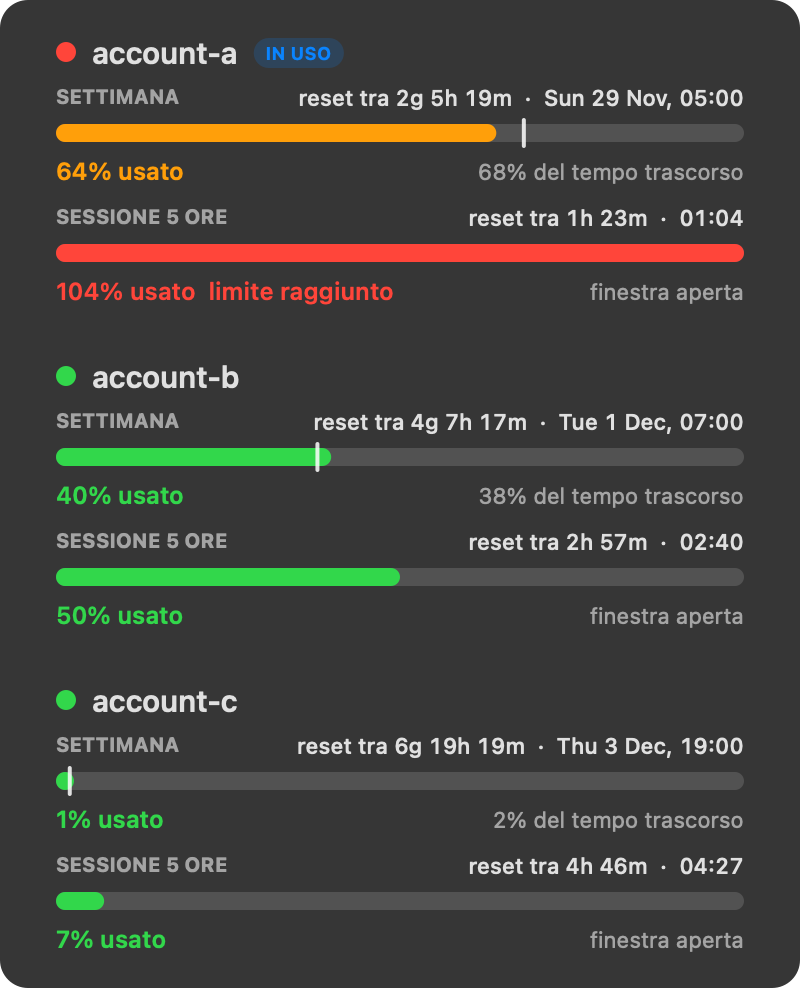 account-a IN USO
SETTIMANA reset tra 2g 5h 19m · Sun 29 Nov, 05:00
64% usato 68% del tempo trascorso
SESSIONE 5 ORE reset tra 1h 23m · 01:04
104% usato limite raggiunto finestra aperta
account-b
SETTIMANA reset tra 4g 7h 17m · Tue 1 Dec, 07:00
40% usato 38% del tempo trascorso
SESSIONE 5 ORE reset tra 2h 57m · 02:40
50% usato finestra aperta
account-c
SETTIMANA reset tra 6g 19h 19m · Thu 3 Dec, 19:00
1% usato 2% del tempo trascorso
SESSIONE 5 ORE reset tra 4h 46m · 04:27
7% usato finestra aperta